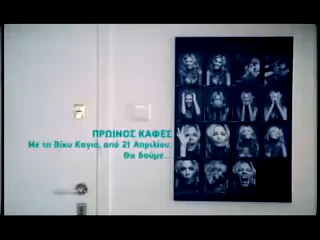 ΠΡΩΙΝΟΣ ΚΑΦΕΣ
Με τη Βίκυ Καγιά, από 21 Απριλίου.
Θα δούμε...